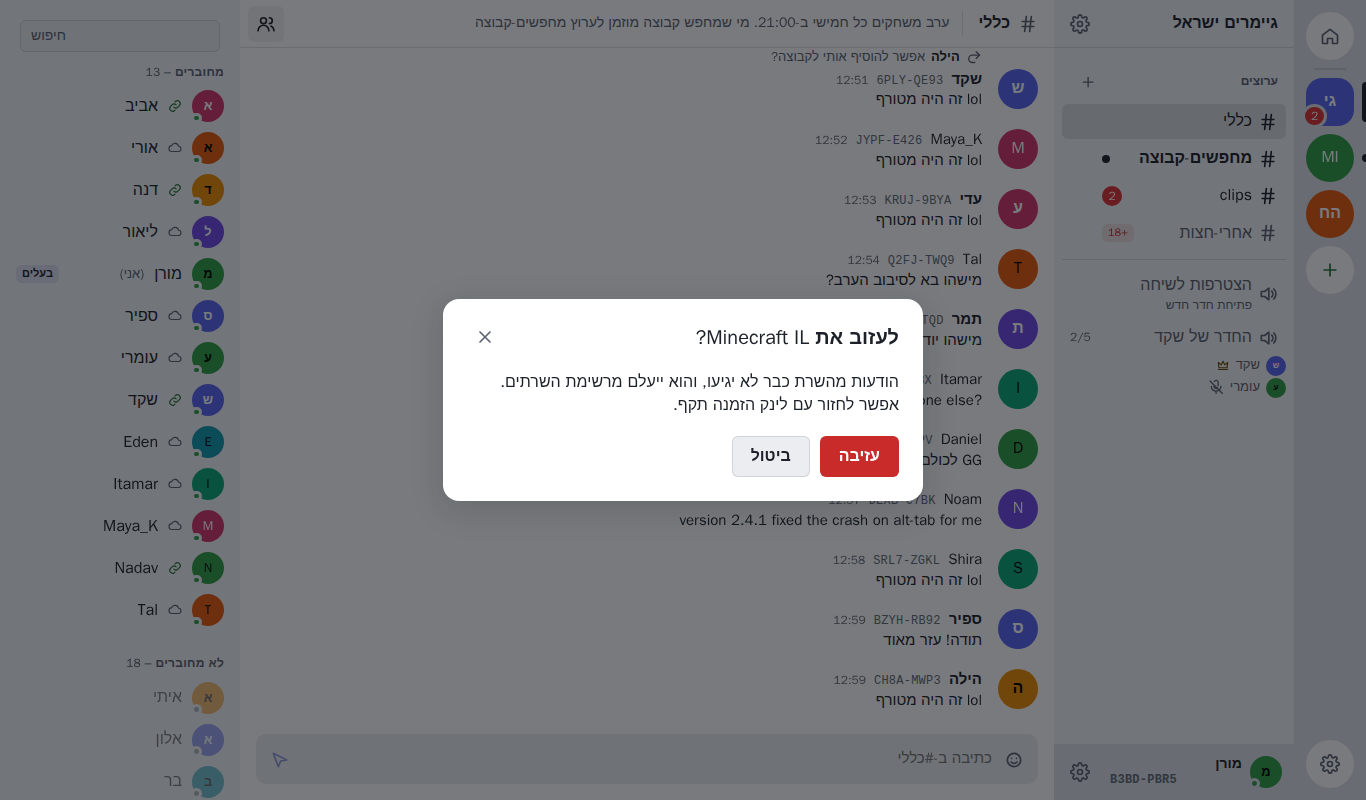 גי
2
MI
הח
גיימרים ישראל
ערוצים
כללי
מחפשים-קבוצה
clips
2
אחרי-חצות
18+
הצטרפות לשיחה
פתיחת חדר חדש
החדר של שקד
2/5
ש שקד
ע עומרי
מ
מורן
B3BD-PBR5
כללי
ערב משחקים כל חמישי ב-21:00. מי שמחפש קבוצה מוזמן לערוץ מחפשים-קבוצה
הילה אפשר להוסיף אותי לקבוצה?
ש
שקד 6PLY-QE93 12:51
lol זה היה מטורף
M
Maya_K JYPF-E426 12:52
lol זה היה מטורף
ע
עדי KRUJ-9BYA 12:53
lol זה היה מטורף
T
Tal Q2FJ-TWQ9 12:54
מישהו בא לסיבוב הערב?
ת
תמר
מישהו
I
Itamar
else?
D
Daniel
GG לכולם
N
Noam
version 2.4.1 fixed the crash on alt-tab for me
S
Shira SRL7-ZGKL 12:58
lol זה היה מטורף
ס
ספיר BZYH-RB92 12:59
תודה! עזר מאוד
ה
הילה CH8A-MWP3 12:59
lol זה היה מטורף
כתיבה ב-#כללי
לעזוב את Minecraft IL?
הודעות מהשרת כבר לא יגיעו, והוא ייעלם מרשימת השרתים.
אפשר לחזור עם לינק הזמנה תקף.
עזיבה
ביטול
חיפוש
מחוברים – 13
א אביב
א אורי
ד דנה
ל ליאור
מ מורן (אני) בעלים
ס ספיר
ע עומרי
ש שקד
E Eden
I Itamar
M Maya_K
N Nadav
T Tal
לא מחוברים – 18
א איתי
א אלון
ב בר